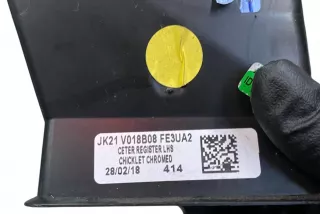 JK21 V018B08 FE3UA2
CETER REGISTER LHS
CHICKLET CHROMED
28/02/18 414